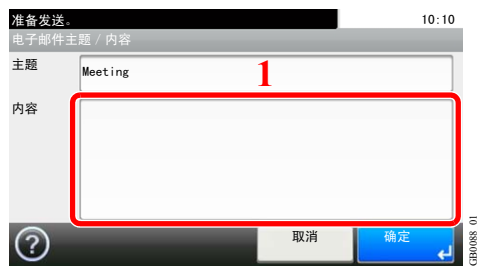 准备发送。 10:10
电子邮件主题 / 内容
主题 Meeting 1
内容
? 取消 确定
GB0088_01